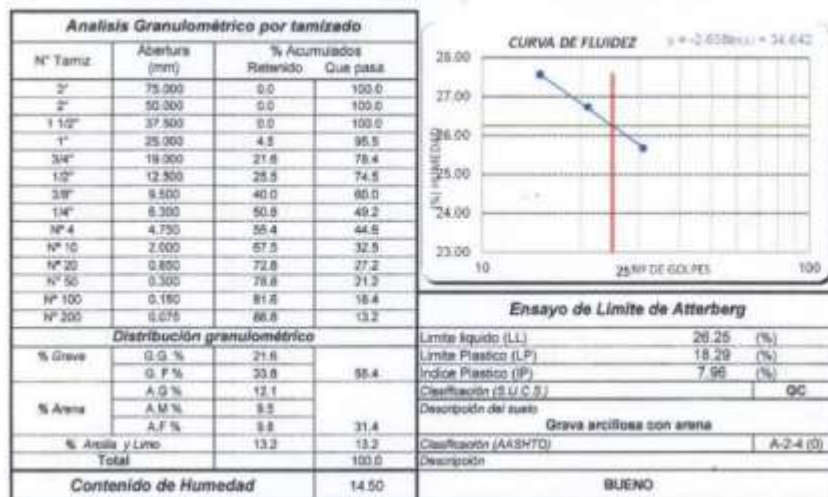 Analisis Granulométrico por tamizado
N° Tamiz Abertura (mm) % Acumulados
Retenido Que pasa
3" 75.000 0.0 100.0
2" 50.000 0.0 100.0
1 1/2" 37.500 0.0 100.0
1" 25.000 4.5 95.5
3/4" 19.000 21.6 78.4
1/2" 12.500 25.5 74.5
3/8" 9.500 40.0 60.0
1/4" 6.300 50.8 49.2
Nº 4 4.750 55.4 44.6
Nº 10 2.000 67.5 32.5
Nº 20 0.850 72.8 27.2
Nº 50 0.300 78.8 21.2
Nº 100 0.150 81.6 18.4
Nº 200 0.075 86.8 13.2
Distribución granulométrico
% Grava G.G. % 21.6
G. F % 33.8 55.4
A.G % 12.1
% Arena A.M % 9.5
A.F % 9.8 31.4
% Arcilla y Limo 13.2 13.2
Total 100.0
Contenido de Humedad 14.50
CURVA DE FLUIDEZ
28.00
27.00
26.00
25.00
24.00
23.00
(%) HUMEDAD
10 25 Nº DE GOLPES 100
Ensayo de Limite de Atterberg
Limite liquido (LL) 26.25 (%)
Limite Plastico (LP) 18.29 (%)
Indice Plastico (IP) 7.96 (%)
Clasificación (S.U.C.S.) GC
Descripción del suelo
Grava arcillosa con arena
Clasificación (AASHTO) A-2-4 (0)
Descripción
BUENO